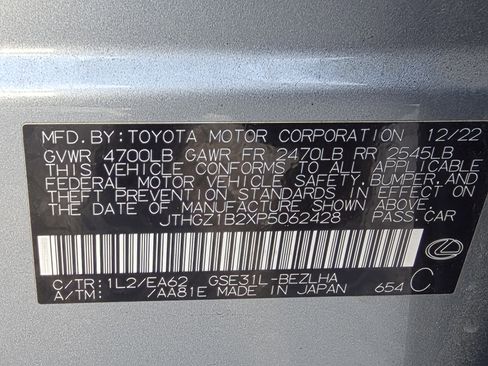 MFD. BY: TOYOTA MOTOR CORPORATION 12/22
GVWR 4700LB GAWR FR 2470LB RR 2545LB
THIS VEHICLE CONFORMS TO ALL APPLICABLE
FEDERAL MOTOR VEHICLE SAFETY, BUMPER, AND
THEFT PREVENTION STANDARDS IN EFFECT ON
THE DATE OF MANUFACTURE SHOWN ABOVE.
JTHGZ1B2XP5062428 PASS. CAR
C/TR: 1L2/EA62 GSE31L-BEZLHA
A/TM: /AA81E MADE IN JAPAN 654 C